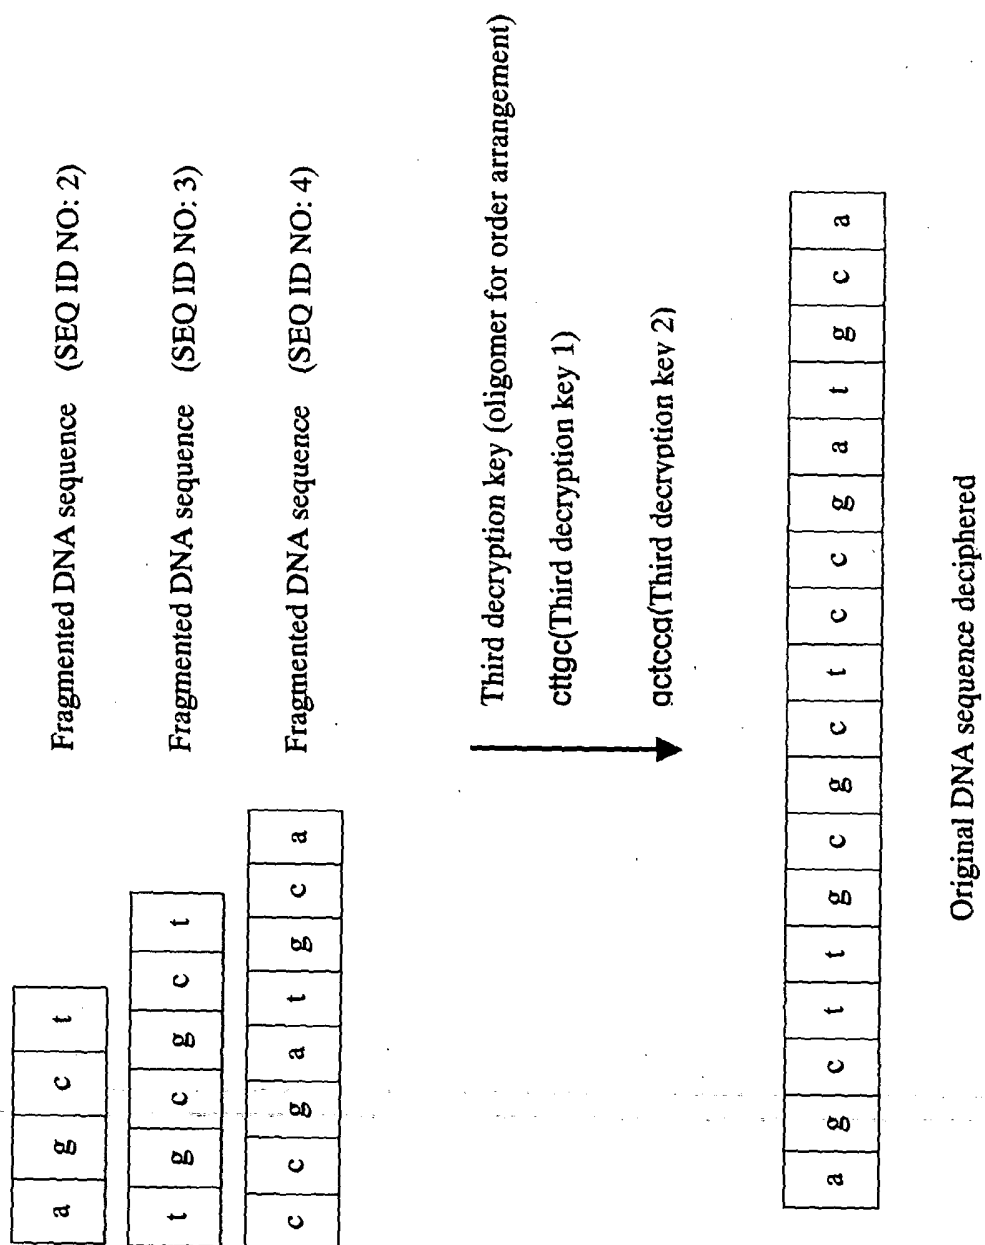 a g c t Fragmented DNA sequence (SEQ ID NO: 2)
t g c g c t Fragmented DNA sequence (SEQ ID NO: 3)
c c g a t g c a Fragmented DNA sequence (SEQ ID NO: 4)
Third decryption key (oligomer for order arrangement)
cttgc(Third decryption key 1)
gctccg(Third decryption key 2)
a g c t t g c g c t c c g a t g c a
Original DNA sequence deciphered